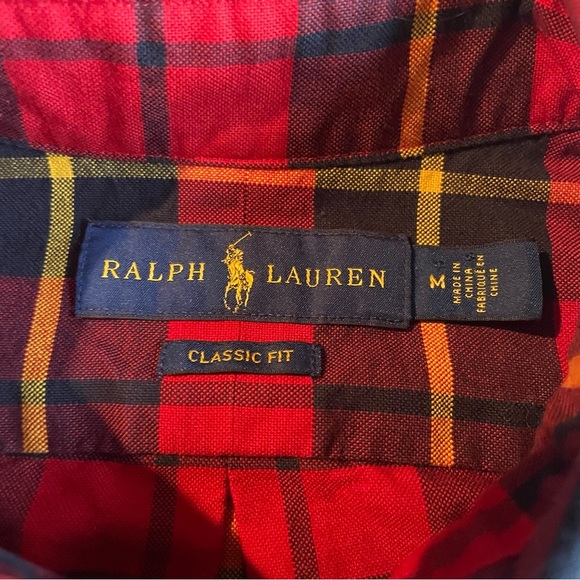 RALPH LAUREN
M
MADE IN
CHINA
FABRIQUÉ EN
CHINE
CLASSIC FIT